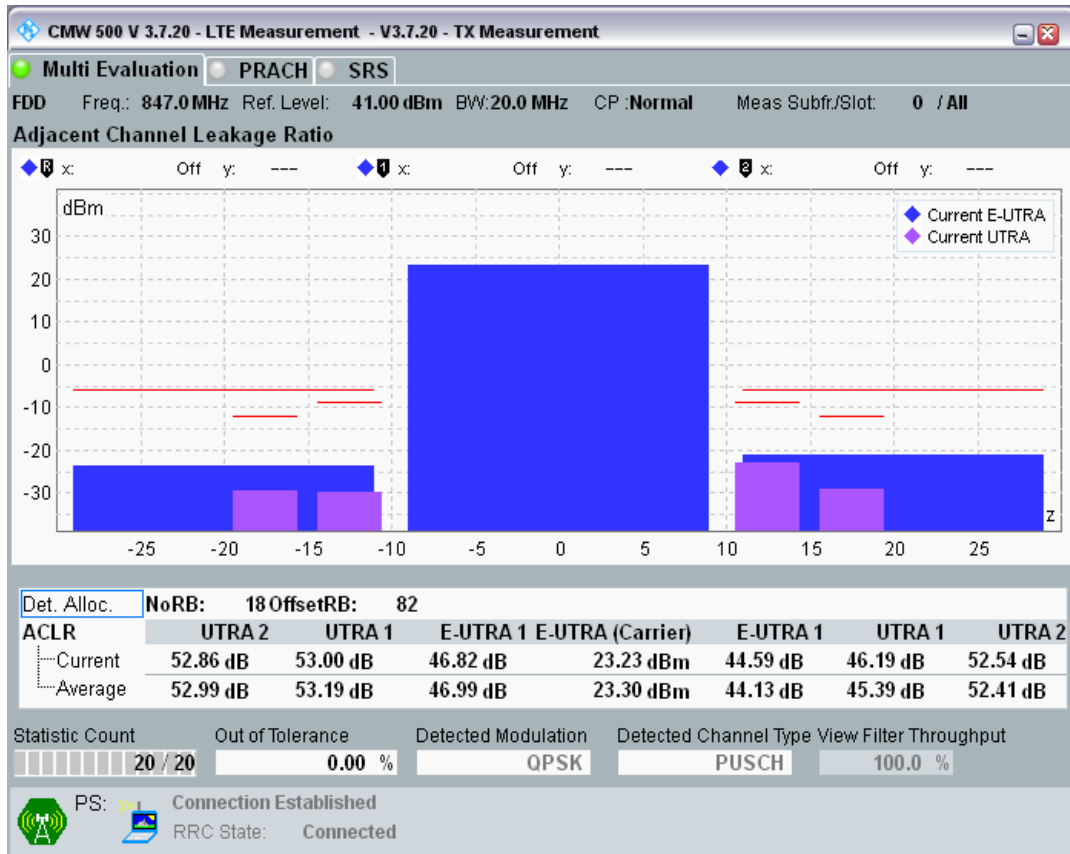 CMW 500 V 3.7.20 - LTE Measurement - V3.7.20 - TX Measurement
Multi Evaluation PRACH SRS
FDD Freq.: 847.0 MHz Ref. Level: 41.00 dBm BW:20.0 MHz CP :Normal Meas Subfr./Slot: 0 / All
Adjacent Channel Leakage Ratio
R x: Off y: --- 1 x: Off y: --- 2 x: Off y: ---
dBm
Current E-UTRA
Current UTRA
30
20
10
0
-10
-20
-30
z
-25 -20 -15 -10 -5 0 5 10 15 20 25
Det. Alloc. NoRB: 18 OffsetRB: 82
ACLR UTRA 2 UTRA 1 E-UTRA 1 E-UTRA (Carrier) E-UTRA 1 UTRA 1 UTRA 2
Current 52.86 dB 53.00 dB 46.82 dB 23.23 dBm 44.59 dB 46.19 dB 52.54 dB
Average 52.99 dB 53.19 dB 46.99 dB 23.30 dBm 44.13 dB 45.39 dB 52.41 dB
Statistic Count Out of Tolerance Detected Modulation Detected Channel Type View Filter Throughput
20 / 20 0.00 % QPSK PUSCH 100.0 %
PS: Connection Established
RRC State: Connected